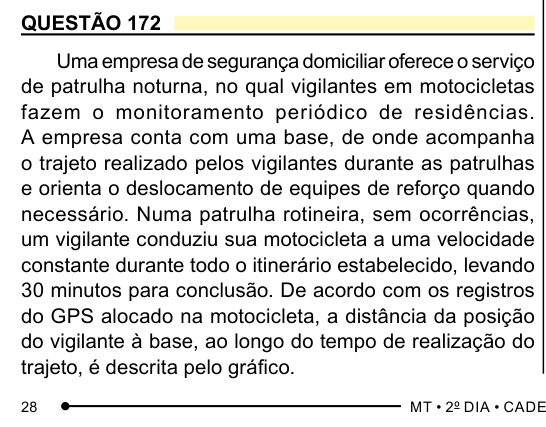 QUESTÃO 172
Uma empresa de segurança domiciliar oferece o serviço
de patrulha noturna, no qual vigilantes em motocicletas
fazem o monitoramento periódico de residências.
A empresa conta com uma base, de onde acompanha
o trajeto realizado pelos vigilantes durante as patrulhas
e orienta o deslocamento de equipes de reforço quando
necessário. Numa patrulha rotineira, sem ocorrências,
um vigilante conduziu sua motocicleta a uma velocidade
constante durante todo o itinerário estabelecido, levando
30 minutos para conclusão. De acordo com os registros
do GPS alocado na motocicleta, a distância da posição
do vigilante à base, ao longo do tempo de realização do
trajeto, é descrita pelo gráfico.
28 MT • 2º DIA • CADE